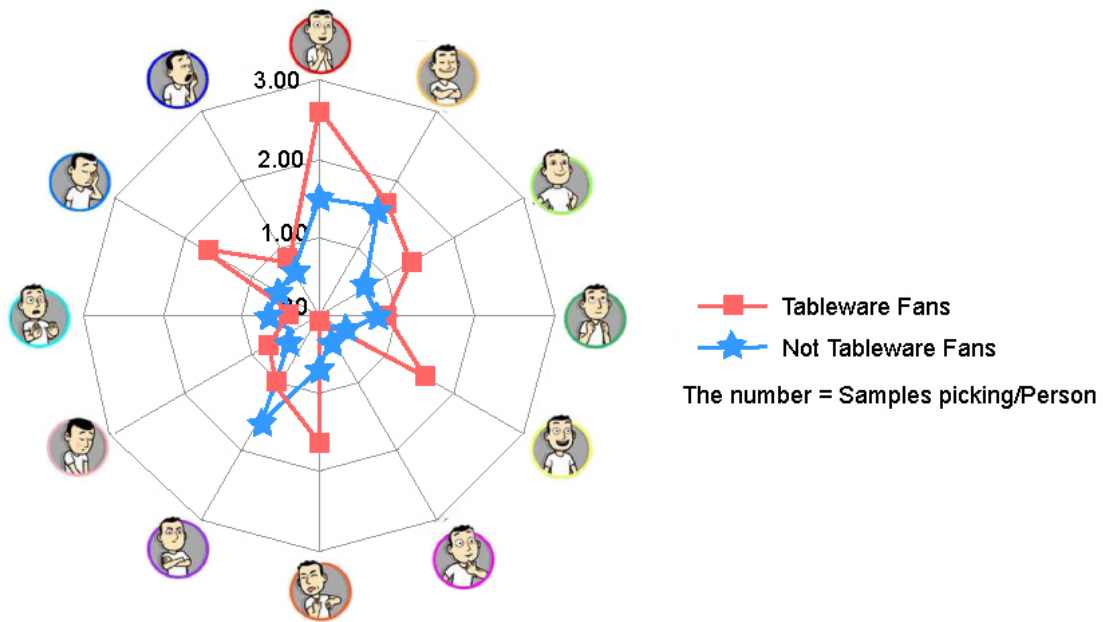 3.00
2.00
1.00
Tableware Fans
Not Tableware Fans
The number = Samples picking/Person